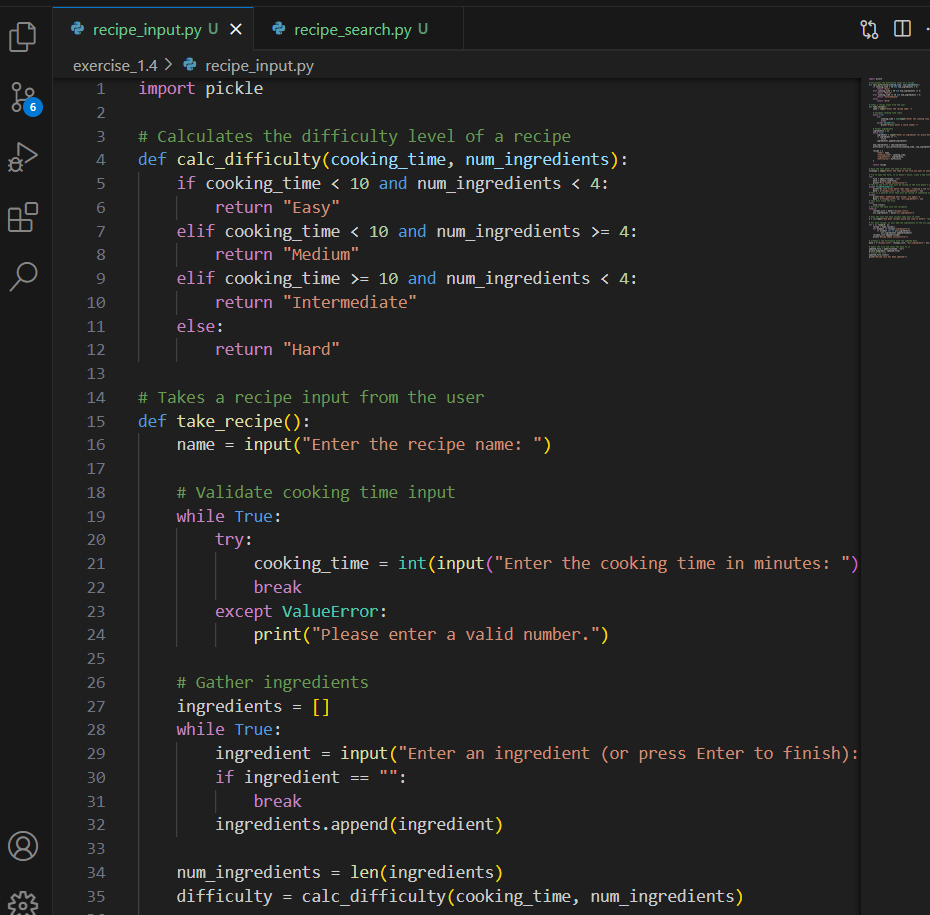 recipe_input.py U
recipe_search.py U
exercise_1.4 > recipe_input.py
6
1 import pickle
2
3 # Calculates the difficulty level of a recipe
4 def calc_difficulty(cooking_time, num_ingredients):
5     if cooking_time < 10 and num_ingredients < 4:
6         return "Easy"
7     elif cooking_time < 10 and num_ingredients >= 4:
8         return "Medium"
9     elif cooking_time >= 10 and num_ingredients < 4:
10         return "Intermediate"
11     else:
12         return "Hard"
13
14 # Takes a recipe input from the user
15 def take_recipe():
16     name = input("Enter the recipe name: ")
17
18     # Validate cooking time input
19     while True:
20         try:
21             cooking_time = int(input("Enter the cooking time in minutes: ")
22             break
23         except ValueError:
24             print("Please enter a valid number.")
25
26     # Gather ingredients
27     ingredients = []
28     while True:
29         ingredient = input("Enter an ingredient (or press Enter to finish):
30         if ingredient == "":
31             break
32         ingredients.append(ingredient)
33
34     num_ingredients = len(ingredients)
35     difficulty = calc_difficulty(cooking_time, num_ingredients)